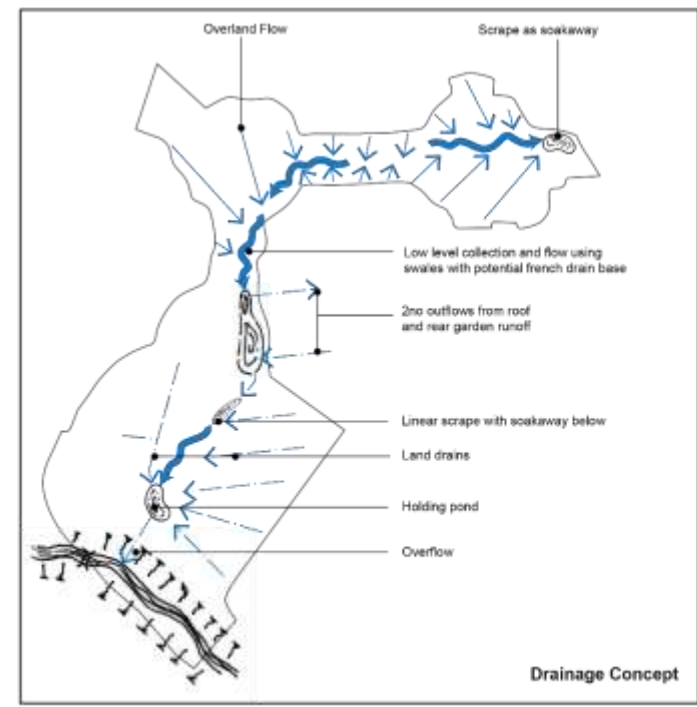 Overland Flow
Scrape as soakaway
Low level collection and flow using
swales with potential french drain base
2no outflows from roof
and rear garden runoff
Linear scrape with soakaway below
Land drains
Holding pond
Overflow
Drainage Concept